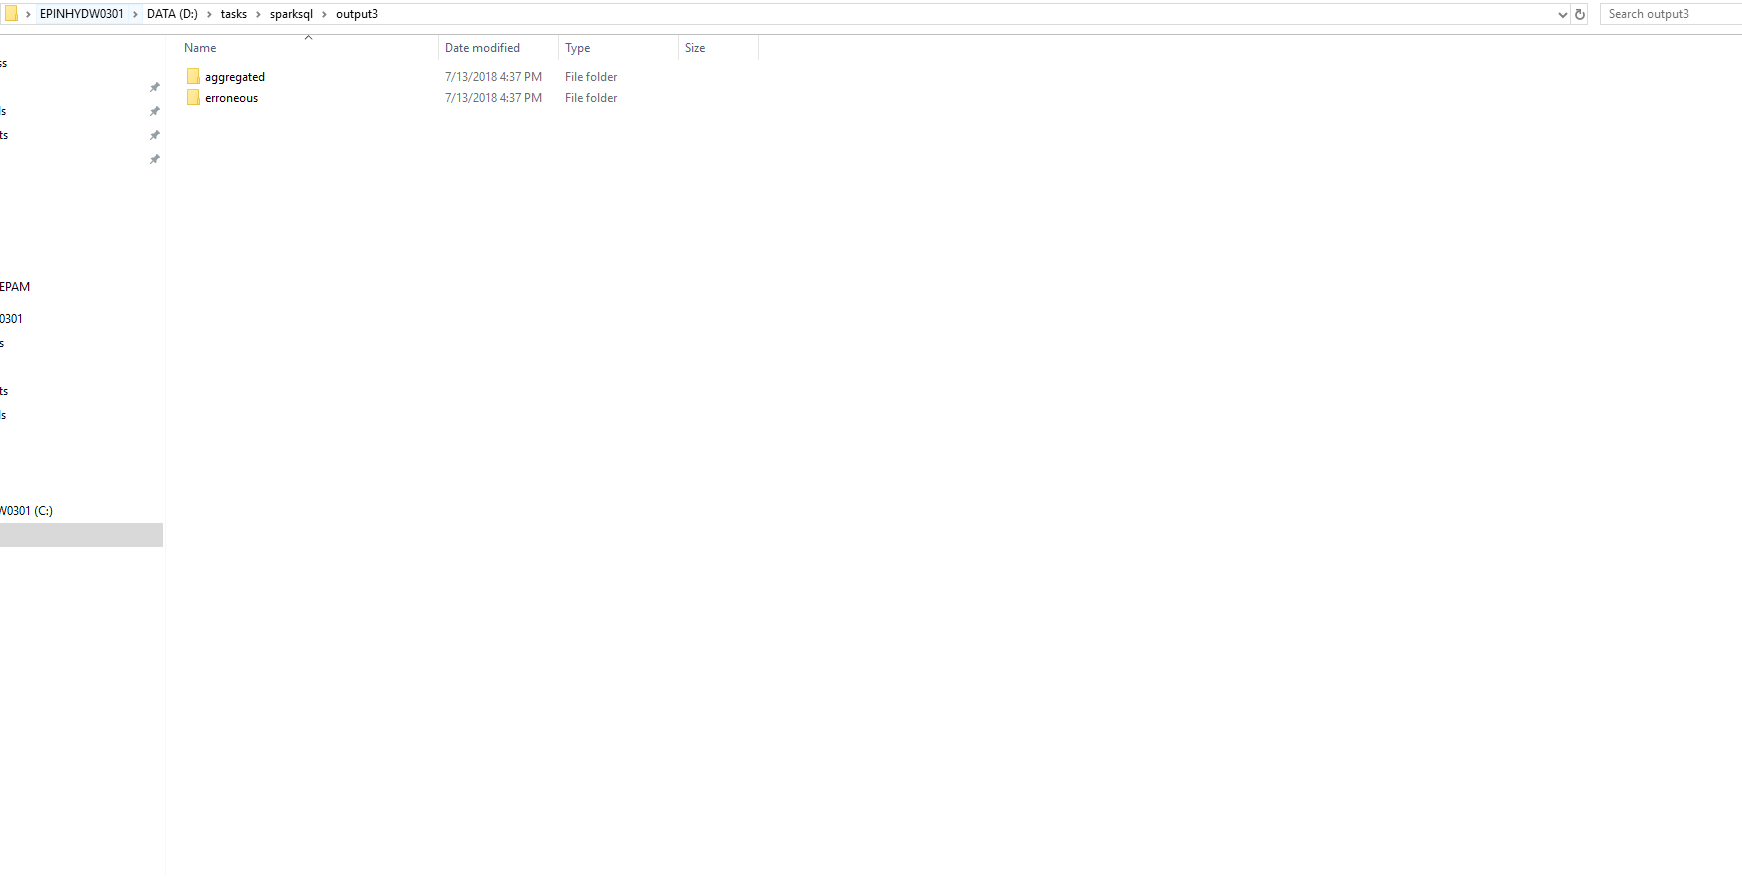 EPINHYDW0301 > DATA (D:) > tasks > sparksql > output3
Search output3
Name Date modified Type Size
ss
aggregated 7/13/2018 4:37 PM File folder
erroneous 7/13/2018 4:37 PM File folder
ls
ts
EPAM
0301
s
ts
ls
W0301 (C:)